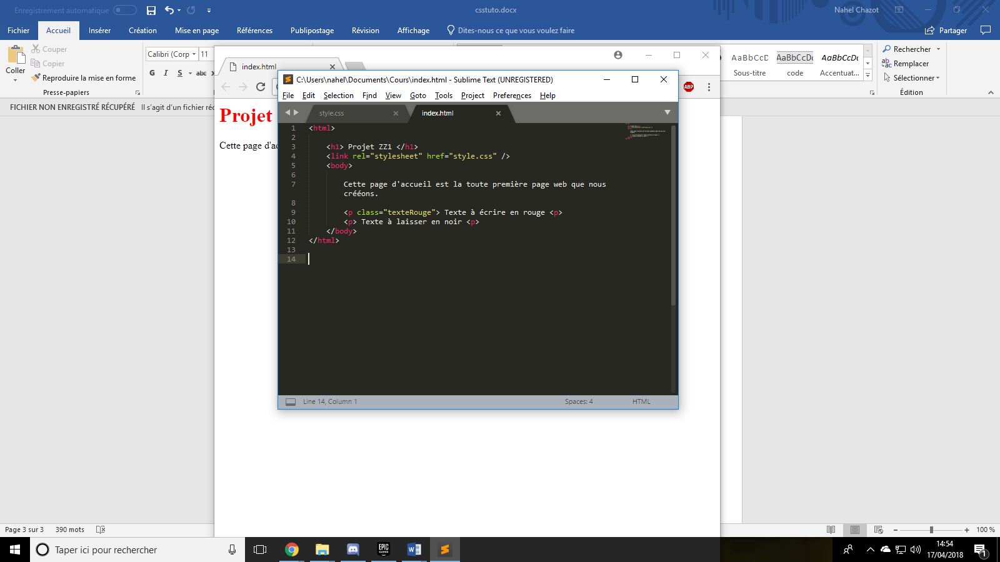 Enregistrement automatique
csstuto.docx
Nahel Chazot
Fichier Accueil Insérer Création Mise en page Références Publipostage Révision Affichage Dites-nous ce que vous voulez faire Partager
Coller
Couper
Copier
Reproduire la mise en forme
Presse-papiers
Calibri (Corp 11
G I S abc
AaBbCcD AaBbCcDc AaBbCcDc
Sous-titre code Accentuat...
Rechercher
Remplacer
Sélectionner
Édition
FICHIER NON ENREGISTRÉ RÉCUPÉRÉ Il s’agit d’un fichier réc
index.html
ABP
Projet
Cette page d'ac
C:\Users\nahel\Documents\Cours\index.html - Sublime Text (UNREGISTERED)
File Edit Selection Find View Goto Tools Project Preferences Help
style.css index.html
1 <html>
2
3 <h1> Projet ZZ1 </h1>
4 <link rel="stylesheet" href="style.css" />
5 <body>
6
7 Cette page d'accueil est la toute première page web que nous
crééons.
8
9 <p class="texteRouge"> Texte à écrire en rouge <p>
10 <p> Texte à laisser en noir <p>
11 </body>
12 </html>
13
14
Line 14, Column 1 Spaces: 4 HTML
Page 3 sur 3 390 mots 100 %
Taper ici pour rechercher
EPIC GAMES
14:54
17/04/2018
1